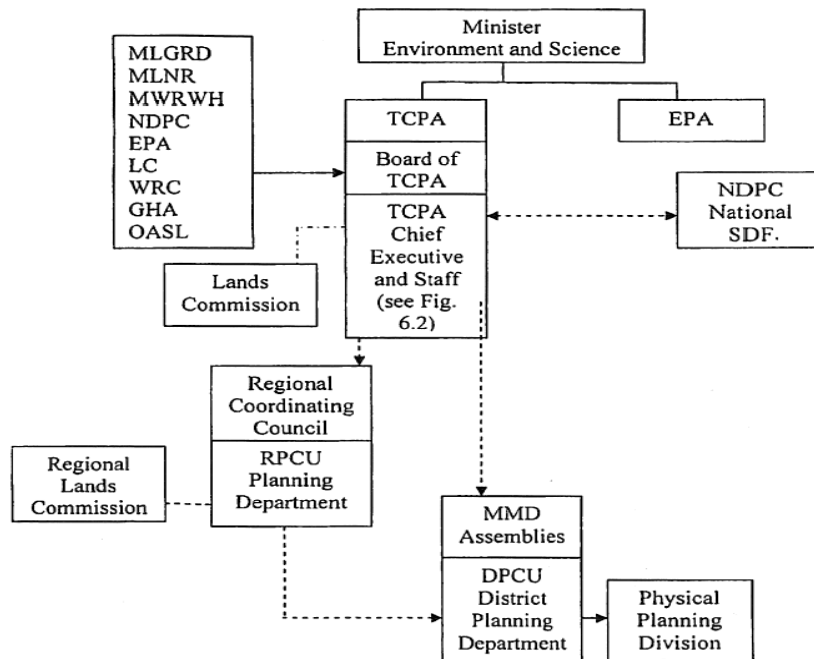 Minister
Environment and Science
MLGRD
MLNR
MWRWH
NDPC
EPA
LC
WRC
GHA
OASL
TCPA
EPA
Board of
TCPA
TCPA
Chief
Executive
and Staff
(see Fig.
6.2)
NDPC
National
SDF.
Lands
Commission
Regional
Coordinating
Council
RPCU
Planning
Department
Regional
Lands
Commission
MMD
Assemblies
DPCU
District
Planning
Department
Physical
Planning
Division